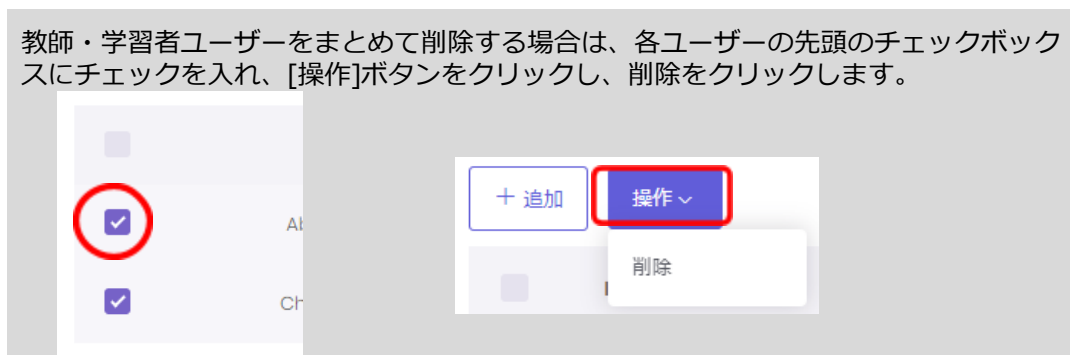 教師・学習者ユーザーをまとめて削除する場合は、各ユーザーの先頭のチェックボック
スにチェックを入れ、[操作]ボタンをクリックし、削除をクリックします。
+ 追加
操作
削除
Ch